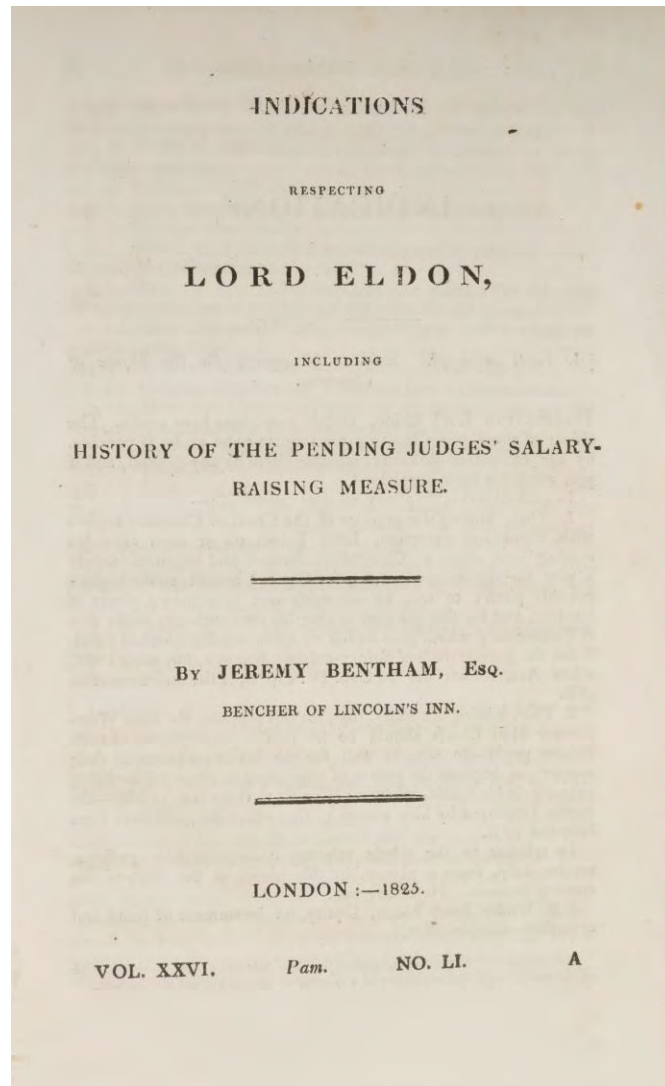 INDICATIONS
RESPECTING
LORD ELDON,
INCLUDING
HISTORY OF THE PENDING JUDGES' SALARY-
RAISING MEASURE.
By JEREMY BENTHAM, Esq.
BENCHER OF LINCOLN'S INN.
LONDON :—1825.
VOL. XXVI. Pam. NO. LI. A